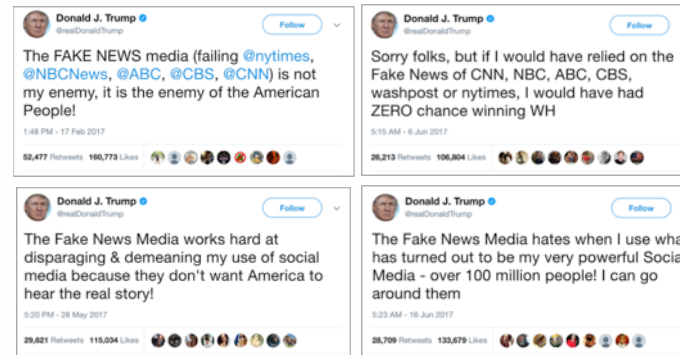 Donald J. Trump
@realDonaldTrump
Follow
The FAKE NEWS media (failing @nytimes,
@NBCNews, @ABC, @CBS, @CNN) is not
my enemy, it is the enemy of the American
People!
1:48 PM - 17 Feb 2017
52,477 Retweets 160,773 Likes
Donald J. Trump
@realDonaldTrump
Follow
Sorry folks, but if I would have relied on the
Fake News of CNN, NBC, ABC, CBS,
washpost or nytimes, I would have had
ZERO chance winning WH
5:15 AM - 6 Jun 2017
26,213 Retweets 106,804 Likes
Donald J. Trump
@realDonaldTrump
Follow
The Fake News Media works hard at
disparaging & demeaning my use of social
media because they don't want America to
hear the real story!
5:20 PM - 28 May 2017
29,821 Retweets 115,034 Likes
Donald J. Trump
@realDonaldTrump
Follow
The Fake News Media hates when I use wha
has turned out to be my very powerful Socia
Media - over 100 million people! I can go
around them
5:23 AM - 16 Jun 2017
28,709 Retweets 133,679 Likes